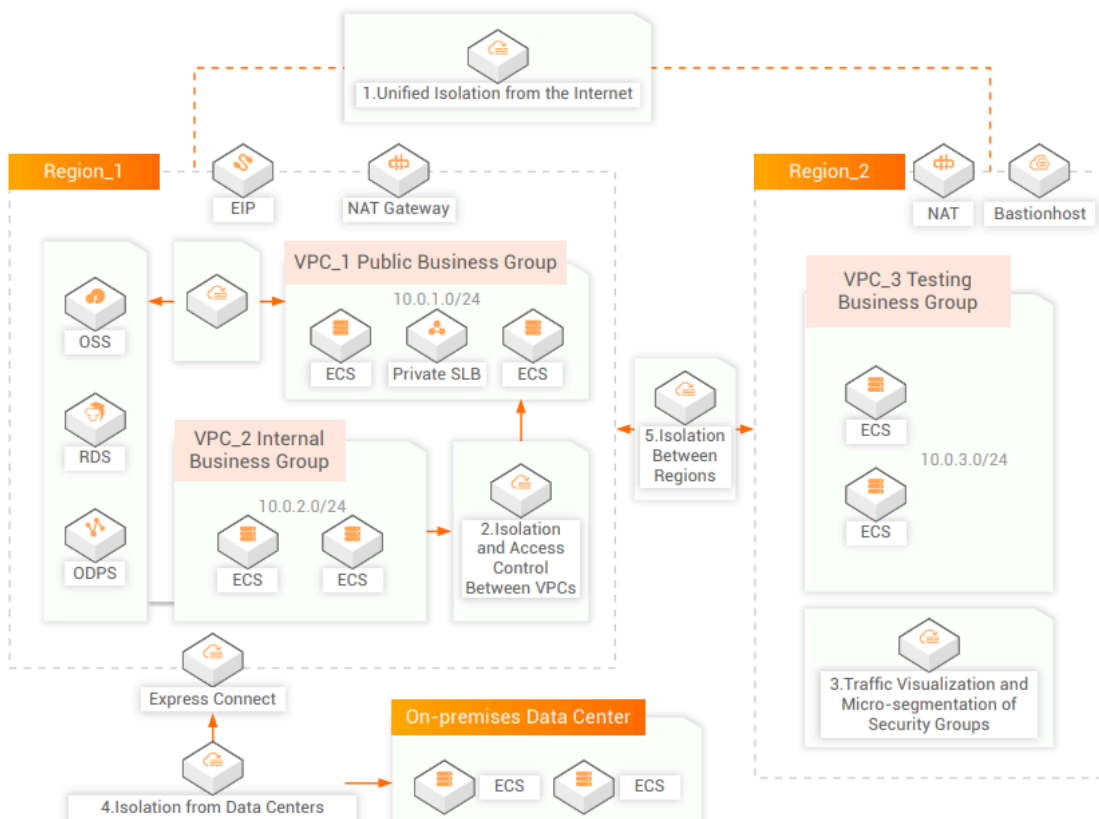 1.Unified Isolation from the Internet
Region_1
EIP
NAT Gateway
Region_2
NAT
Bastionhost
VPC_1 Public Business Group
10.0.1.0/24
OSS
ECS
Private SLB
ECS
VPC_3 Testing
Business Group
ECS
10.0.3.0/24
ECS
5.Isolation
Between
Regions
RDS
VPC_2 Internal
Business Group
10.0.2.0/24
ECS
ECS
2.Isolation
and Access
Control
Between VPCs
ODPS
3.Traffic Visualization and
Micro-segmentation of
Security Groups
Express Connect
On-premises Data Center
ECS
ECS
4.Isolation from Data Centers